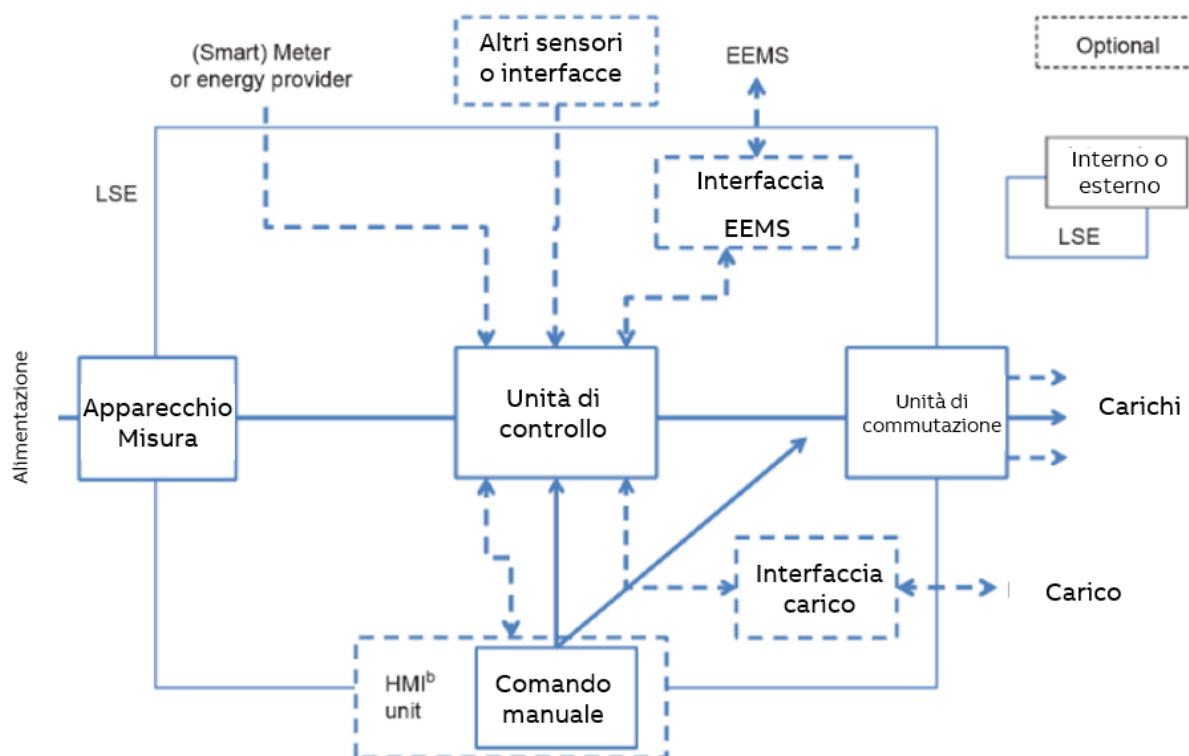 (Smart) Meter
or energy provider
Altri sensori
o interfacce
EEMS
Optional
LSE
Interfaccia
EEMS
Interno o
esterno
LSE
Alimentazione
Apparecchio
Misura
Unità di
controllo
Unità di
commutazione
Carichi
Interfaccia
carico
Carico
HMIᵇ
unit
Comando
manuale